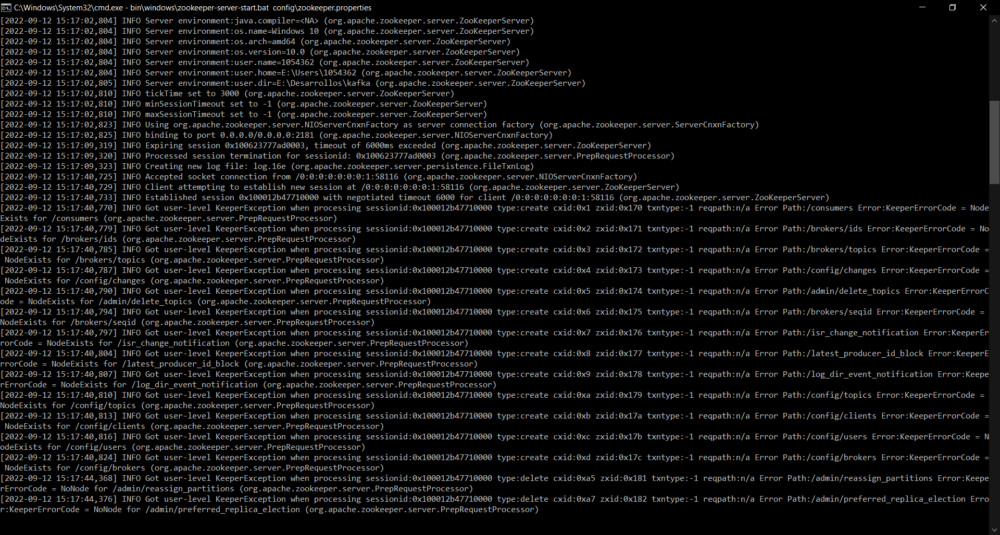 C:\Windows\System32\cmd.exe - bin\windows\zookeeper-server-start.bat  config\zookeeper.properties
[2022-09-12 15:17:02,804] INFO Server environment:java.compiler=<NA> (org.apache.zookeeper.server.ZooKeeperServer)
[2022-09-12 15:17:02,804] INFO Server environment:os.name=Windows 10 (org.apache.zookeeper.server.ZooKeeperServer)
[2022-09-12 15:17:02,804] INFO Server environment:os.arch=amd64 (org.apache.zookeeper.server.ZooKeeperServer)
[2022-09-12 15:17:02,804] INFO Server environment:os.version=10.0 (org.apache.zookeeper.server.ZooKeeperServer)
[2022-09-12 15:17:02,804] INFO Server environment:user.name=1054362 (org.apache.zookeeper.server.ZooKeeperServer)
[2022-09-12 15:17:02,804] INFO Server environment:user.home=E:\Users\1054362 (org.apache.zookeeper.server.ZooKeeperServer)
[2022-09-12 15:17:02,805] INFO Server environment:user.dir=E:\Desarrollos\kafka (org.apache.zookeeper.server.ZooKeeperServer)
[2022-09-12 15:17:02,810] INFO tickTime set to 3000 (org.apache.zookeeper.server.ZooKeeperServer)
[2022-09-12 15:17:02,810] INFO minSessionTimeout set to -1 (org.apache.zookeeper.server.ZooKeeperServer)
[2022-09-12 15:17:02,810] INFO maxSessionTimeout set to -1 (org.apache.zookeeper.server.ZooKeeperServer)
[2022-09-12 15:17:02,823] INFO Using org.apache.zookeeper.server.NIOServerCnxnFactory as server connection factory (org.apache.zookeeper.server.ServerCnxnFactory)
[2022-09-12 15:17:02,825] INFO binding to port 0.0.0.0/0.0.0.0:2181 (org.apache.zookeeper.server.NIOServerCnxnFactory)
[2022-09-12 15:17:09,319] INFO Expiring session 0x100623777ad0003, timeout of 6000ms exceeded (org.apache.zookeeper.server.ZooKeeperServer)
[2022-09-12 15:17:09,320] INFO Processed session termination for sessionid: 0x100623777ad0003 (org.apache.zookeeper.server.PrepRequestProcessor)
[2022-09-12 15:17:09,323] INFO Creating new log file: log.16e (org.apache.zookeeper.server.persistence.FileTxnLog)
[2022-09-12 15:17:40,725] INFO Accepted socket connection from /0:0:0:0:0:0:0:1:58116 (org.apache.zookeeper.server.NIOServerCnxnFactory)
[2022-09-12 15:17:40,729] INFO Client attempting to establish new session at /0:0:0:0:0:0:0:1:58116 (org.apache.zookeeper.server.ZooKeeperServer)
[2022-09-12 15:17:40,733] INFO Established session 0x100012b47710000 with negotiated timeout 6000 for client /0:0:0:0:0:0:0:1:58116 (org.apache.zookeeper.server.ZooKeeperServer)
[2022-09-12 15:17:40,770] INFO Got user-level KeeperException when processing sessionid:0x100012b47710000 type:create cxid:0x1 zxid:0x170 txntype:-1 reqpath:n/a Error Path:/consumers Error:KeeperErrorCode = Node
Exists for /consumers (org.apache.zookeeper.server.PrepRequestProcessor)
[2022-09-12 15:17:40,779] INFO Got user-level KeeperException when processing sessionid:0x100012b47710000 type:create cxid:0x2 zxid:0x171 txntype:-1 reqpath:n/a Error Path:/brokers/ids Error:KeeperErrorCode = No
deExists for /brokers/ids (org.apache.zookeeper.server.PrepRequestProcessor)
[2022-09-12 15:17:40,785] INFO Got user-level KeeperException when processing sessionid:0x100012b47710000 type:create cxid:0x3 zxid:0x172 txntype:-1 reqpath:n/a Error Path:/brokers/topics Error:KeeperErrorCode =
 NodeExists for /brokers/topics (org.apache.zookeeper.server.PrepRequestProcessor)
[2022-09-12 15:17:40,787] INFO Got user-level KeeperException when processing sessionid:0x100012b47710000 type:create cxid:0x4 zxid:0x173 txntype:-1 reqpath:n/a Error Path:/config/changes Error:KeeperErrorCode =
 NodeExists for /config/changes (org.apache.zookeeper.server.PrepRequestProcessor)
[2022-09-12 15:17:40,790] INFO Got user-level KeeperException when processing sessionid:0x100012b47710000 type:create cxid:0x5 zxid:0x174 txntype:-1 reqpath:n/a Error Path:/admin/delete_topics Error:KeeperErrorC
ode = NodeExists for /admin/delete_topics (org.apache.zookeeper.server.PrepRequestProcessor)
[2022-09-12 15:17:40,794] INFO Got user-level KeeperException when processing sessionid:0x100012b47710000 type:create cxid:0x6 zxid:0x175 txntype:-1 reqpath:n/a Error Path:/brokers/seqid Error:KeeperErrorCode =
NodeExists for /brokers/seqid (org.apache.zookeeper.server.PrepRequestProcessor)
[2022-09-12 15:17:40,797] INFO Got user-level KeeperException when processing sessionid:0x100012b47710000 type:create cxid:0x7 zxid:0x176 txntype:-1 reqpath:n/a Error Path:/isr_change_notification Error:KeeperEr
rorCode = NodeExists for /isr_change_notification (org.apache.zookeeper.server.PrepRequestProcessor)
[2022-09-12 15:17:40,804] INFO Got user-level KeeperException when processing sessionid:0x100012b47710000 type:create cxid:0x8 zxid:0x177 txntype:-1 reqpath:n/a Error Path:/latest_producer_id_block Error:KeeperE
rrorCode = NodeExists for /latest_producer_id_block (org.apache.zookeeper.server.PrepRequestProcessor)
[2022-09-12 15:17:40,807] INFO Got user-level KeeperException when processing sessionid:0x100012b47710000 type:create cxid:0x9 zxid:0x178 txntype:-1 reqpath:n/a Error Path:/log_dir_event_notification Error:Keepe
rErrorCode = NodeExists for /log_dir_event_notification (org.apache.zookeeper.server.PrepRequestProcessor)
[2022-09-12 15:17:40,810] INFO Got user-level KeeperException when processing sessionid:0x100012b47710000 type:create cxid:0xa zxid:0x179 txntype:-1 reqpath:n/a Error Path:/config/topics Error:KeeperErrorCode =
NodeExists for /config/topics (org.apache.zookeeper.server.PrepRequestProcessor)
[2022-09-12 15:17:40,813] INFO Got user-level KeeperException when processing sessionid:0x100012b47710000 type:create cxid:0xb zxid:0x17a txntype:-1 reqpath:n/a Error Path:/config/clients Error:KeeperErrorCode =
 NodeExists for /config/clients (org.apache.zookeeper.server.PrepRequestProcessor)
[2022-09-12 15:17:40,816] INFO Got user-level KeeperException when processing sessionid:0x100012b47710000 type:create cxid:0xc zxid:0x17b txntype:-1 reqpath:n/a Error Path:/config/users Error:KeeperErrorCode = N
odeExists for /config/users (org.apache.zookeeper.server.PrepRequestProcessor)
[2022-09-12 15:17:40,824] INFO Got user-level KeeperException when processing sessionid:0x100012b47710000 type:create cxid:0xd zxid:0x17c txntype:-1 reqpath:n/a Error Path:/config/brokers Error:KeeperErrorCode =
 NodeExists for /config/brokers (org.apache.zookeeper.server.PrepRequestProcessor)
[2022-09-12 15:17:44,368] INFO Got user-level KeeperException when processing sessionid:0x100012b47710000 type:delete cxid:0xa5 zxid:0x181 txntype:-1 reqpath:n/a Error Path:/admin/reassign_partitions Error:Keepe
rErrorCode = NoNode for /admin/reassign_partitions (org.apache.zookeeper.server.PrepRequestProcessor)
[2022-09-12 15:17:44,376] INFO Got user-level KeeperException when processing sessionid:0x100012b47710000 type:delete cxid:0xa7 zxid:0x182 txntype:-1 reqpath:n/a Error Path:/admin/preferred_replica_election Erro
r:KeeperErrorCode = NoNode for /admin/preferred_replica_election (org.apache.zookeeper.server.PrepRequestProcessor)